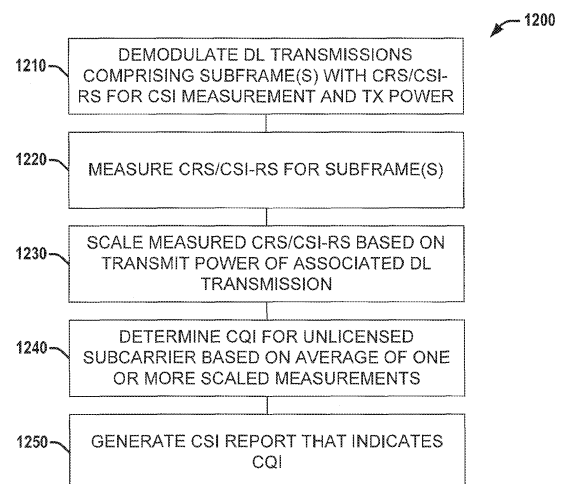 1200
1210
DEMODULATE DL TRANSMISSIONS
COMPRISING SUBFRAME(S) WITH CRS/CSI-
RS FOR CSI MEASUREMENT AND TX POWER
1220
MEASURE CRS/CSI-RS FOR SUBFRAME(S)
1230
SCALE MEASURED CRS/CSI-RS BASED ON
TRANSMIT POWER OF ASSOCIATED DL
TRANSMISSION
1240
DETERMINE CQI FOR UNLICENSED
SUBCARRIER BASED ON AVERAGE OF ONE
OR MORE SCALED MEASUREMENTS
1250
GENERATE CSI REPORT THAT INDICATES
CQI